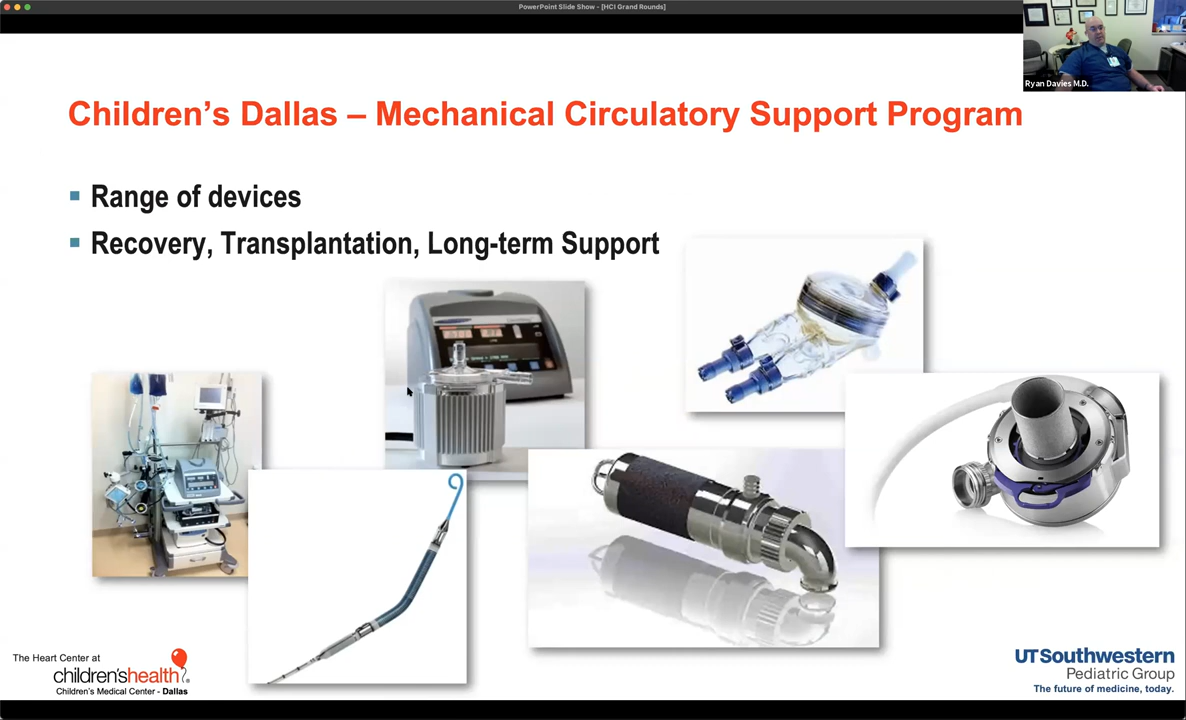 PowerPoint Slide Show - [HCI Grand Rounds]
Ryan Davies M.D.
Children's Dallas – Mechanical Circulatory Support Program
Range of devices
Recovery, Transplantation, Long-term Support
The Heart Center at
children'shealth
Children's Medical Center - Dallas
UTSouthwestern
Pediatric Group
The future of medicine, today.